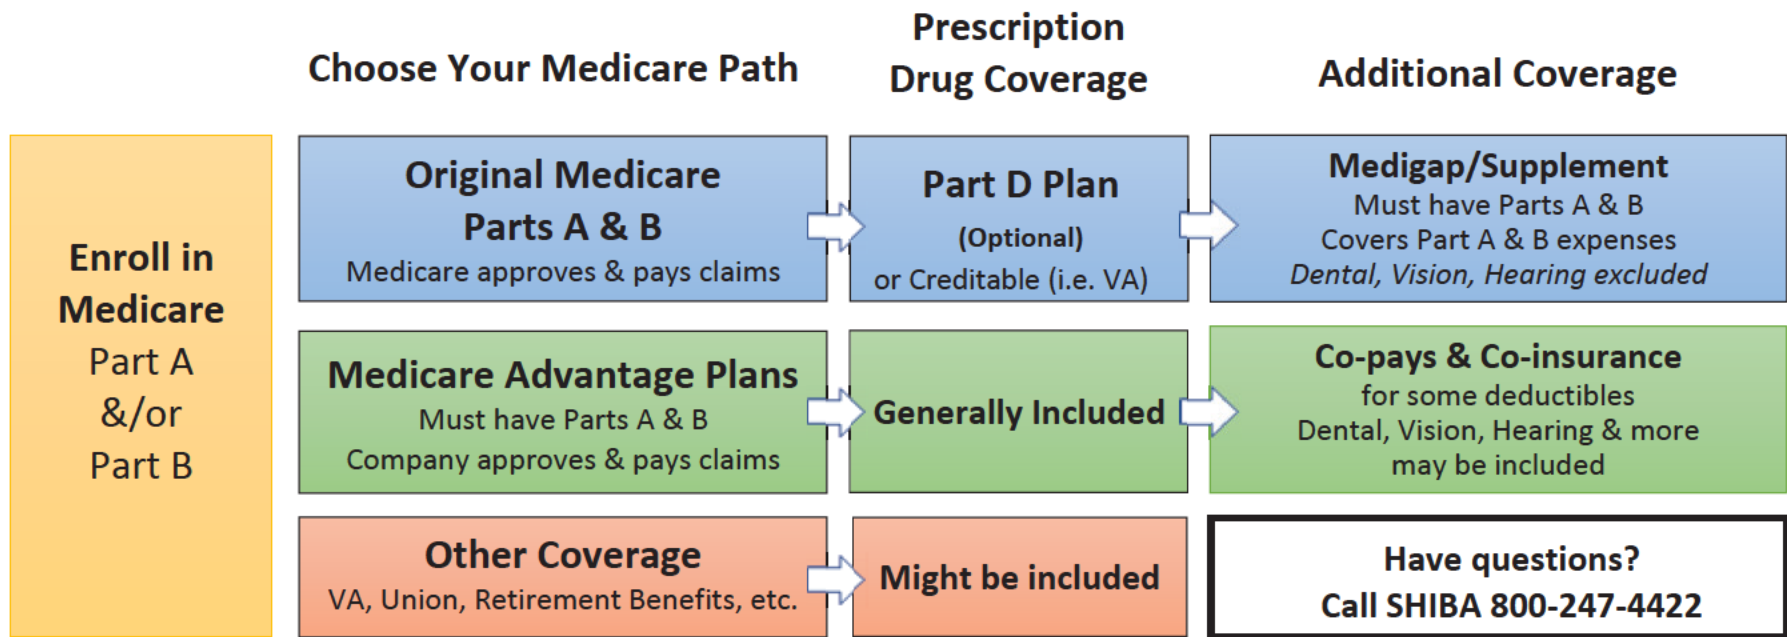 Choose Your Medicare Path
Prescription
Drug Coverage
Additional Coverage
Enroll in
Medicare
Part A
&/or
Part B
Original Medicare
Parts A & B
Medicare approves & pays claims
Part D Plan
(Optional)
or Creditable (i.e. VA)
Medigap/Supplement
Must have Parts A & B
Covers Part A & B expenses
Dental, Vision, Hearing excluded
Medicare Advantage Plans
Must have Parts A & B
Company approves & pays claims
Generally Included
Co-pays & Co-insurance
for some deductibles
Dental, Vision, Hearing & more
may be included
Other Coverage
VA, Union, Retirement Benefits, etc.
Might be included
Have questions?
Call SHIBA 800-247-4422